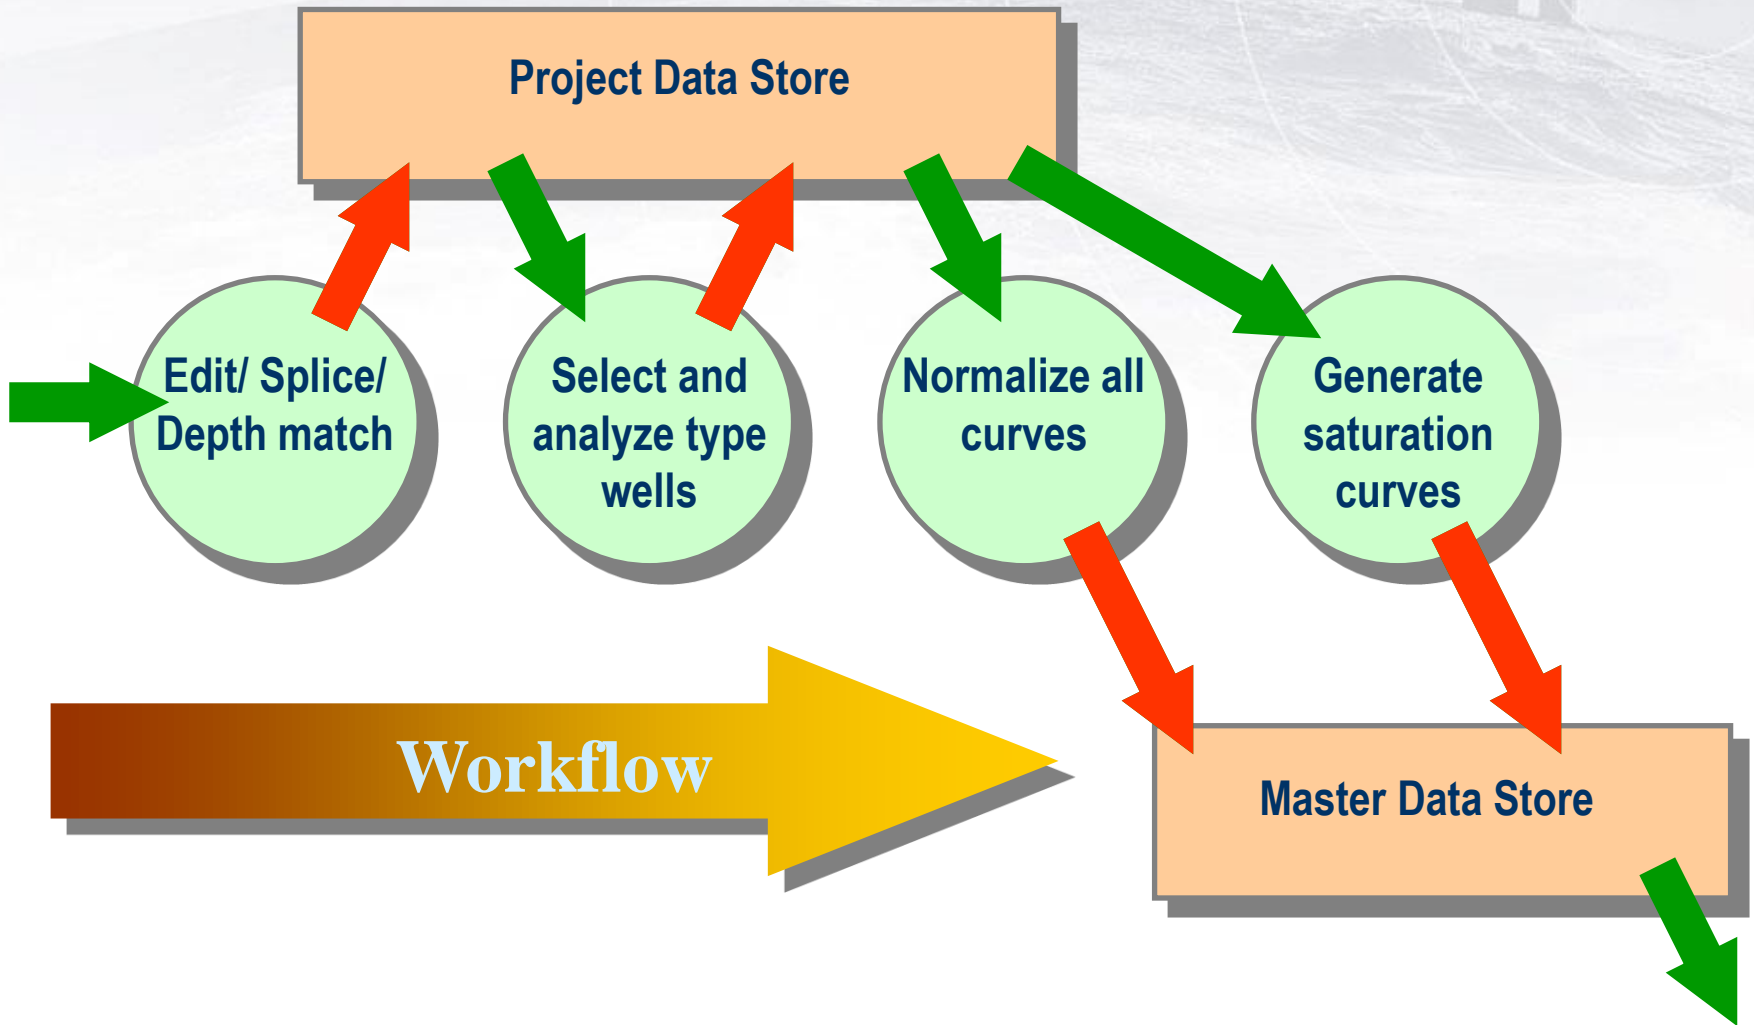 Project Data Store
Edit/ Splice/
Depth match
Select and
analyze type
wells
Normalize all
curves
Generate
saturation
curves
Workflow
Master Data Store